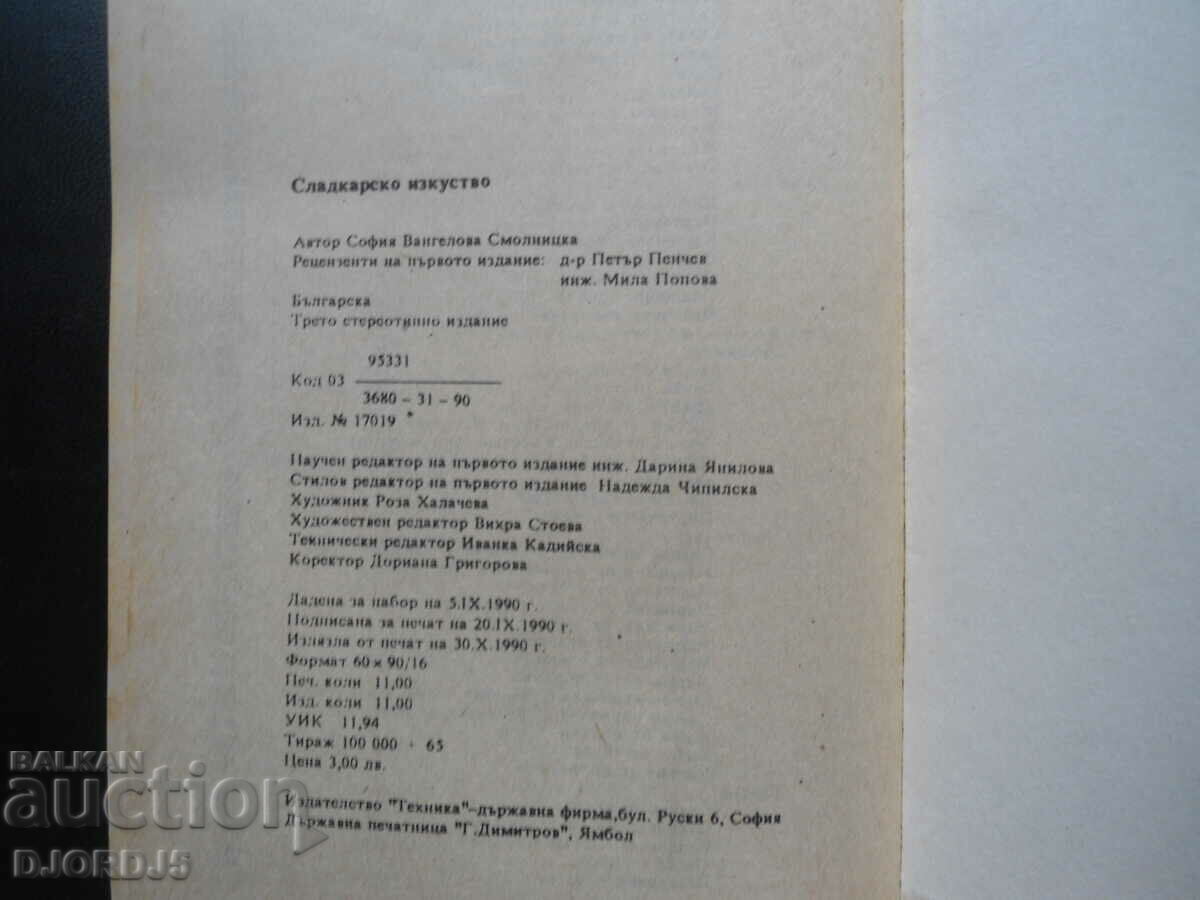 Сладкарско изкуство
Автор София Вангелова Смолницка
Рецензенти на първото издание: д-р Петър Пенчев
инж. Мила Попова
Българска
Трето стереотипно издание
95331
Код 03
3680 – 31 – 90
Изд. № 17019
Научен редактор на първото издание инж. Дарина Янилова
Стилов редактор на първото издание Надежда Чипилска
Художник Роза Халачева
Художествен редактор Вихра Стоева
Технически редактор Иванка Кадийска
Коректор Дориана Григорова
Дадена за набор на 5.IX.1990 г.
Подписана за печат на 20.IX.1990 г.
Излязла от печат на 30.X.1990 г.
Формат 60 x 90/16
Печ. коли 11,00
Изд. коли 11,00
УИК 11,94
Тираж 100 000 + 65
Цена 3,00 лв.
Издателство "Техника"–държавна фирма,бул. Руски 6, София
Държавна печатница "Г.Димитров", Ямбол
BALKAN
auction
DJORDJ5